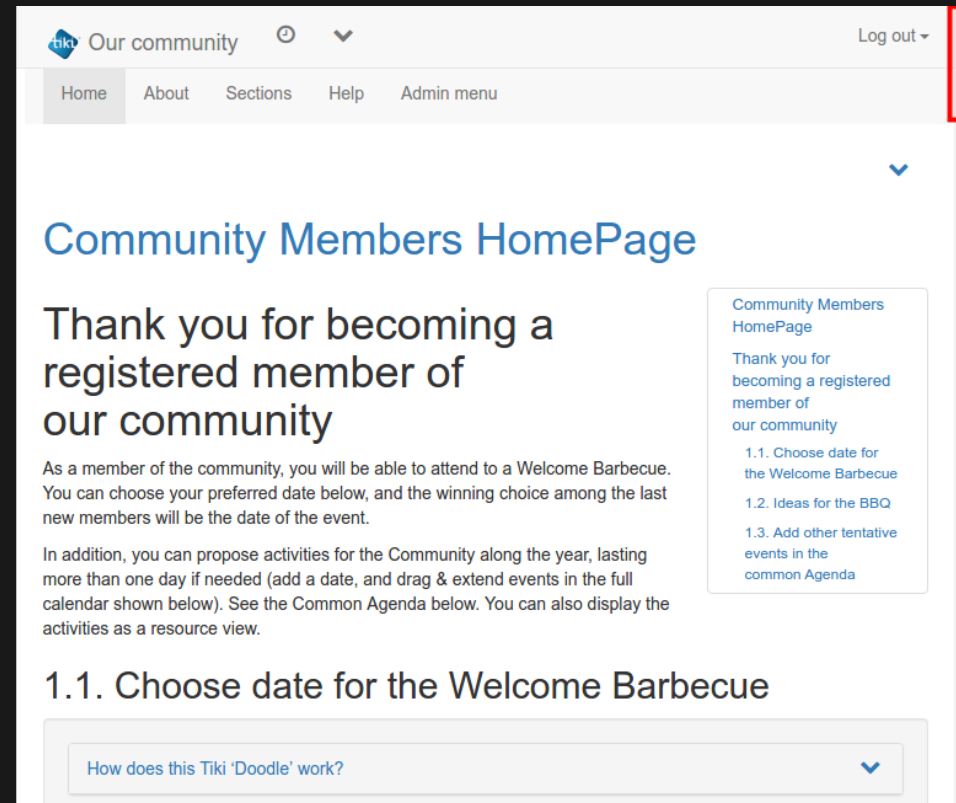 tiki Our community
Log out
Home About Sections Help Admin menu
Community Members HomePage
Thank you for becoming a
registered member of
our community
As a member of the community, you will be able to attend to a Welcome Barbecue.
You can choose your preferred date below, and the winning choice among the last
new members will be the date of the event.
In addition, you can propose activities for the Community along the year, lasting
more than one day if needed (add a date, and drag & extend events in the full
calendar shown below). See the Common Agenda below. You can also display the
activities as a resource view.
Community Members
HomePage
Thank you for
becoming a registered
member of
our community
1.1. Choose date for
the Welcome Barbecue
1.2. Ideas for the BBQ
1.3. Add other tentative
events in the
common Agenda
1.1. Choose date for the Welcome Barbecue
How does this Tiki ‘Doodle’ work?